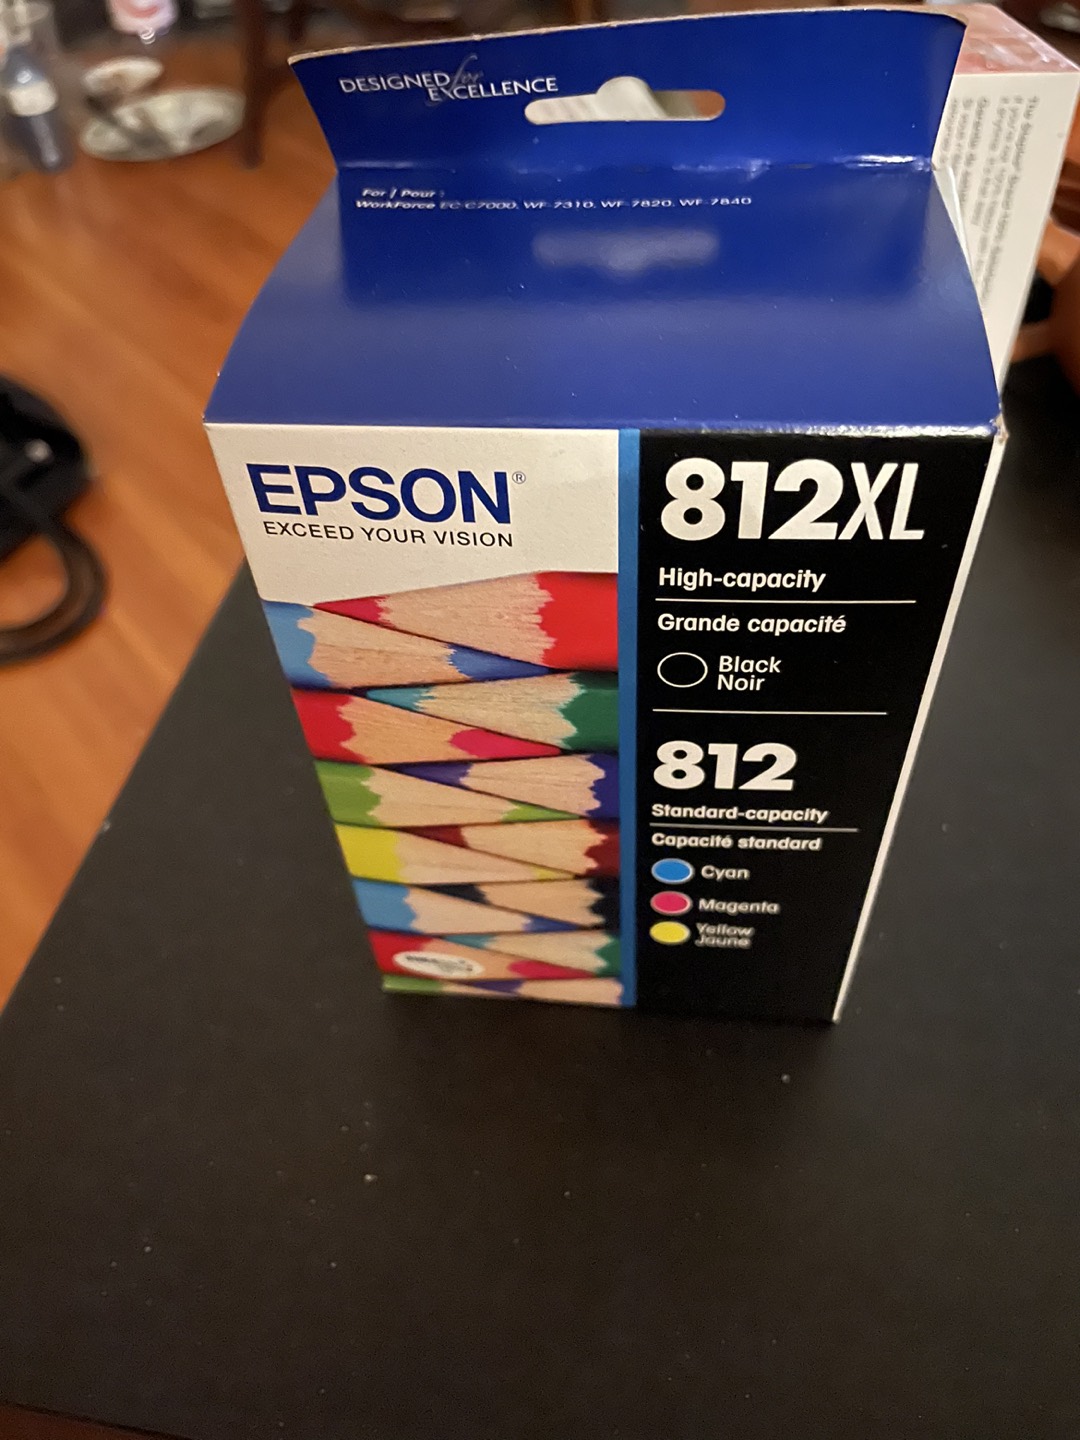 DESIGNED for
EXCELLENCE
For / Pour :
WorkForce EC-C7000, WF-7310, WF-7820, WF-7840
EPSON®
EXCEED YOUR VISION
812XL
High-capacity
Grande capacité
Black
Noir
812
Standard-capacity
Capacité standard
Cyan
Magenta
Yellow
Jaune